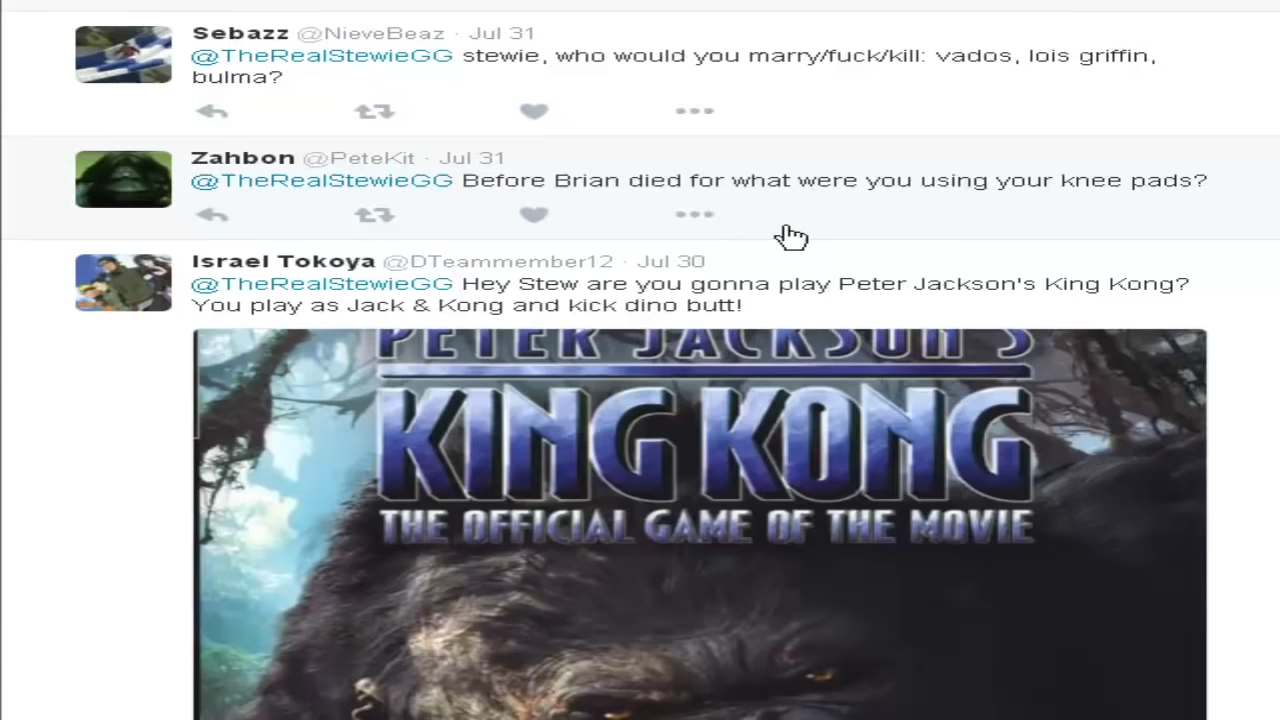 Sebazz @NieveBeaz · Jul 31
@TheRealStewieGG stewie, who would you marry/fuck/kill: vados, lois griffin,
bulma?
Zahbon @PeteKit · Jul 31
@TheRealStewieGG Before Brian died for what were you using your knee pads?
Israel Tokoya @DTeammember12 · Jul 30
@TheRealStewieGG Hey Stew are you gonna play Peter Jackson's King Kong?
You play as Jack & Kong and kick dino butt!
PETER JACKSON'S
KING KONG
THE OFFICIAL GAME OF THE MOVIE